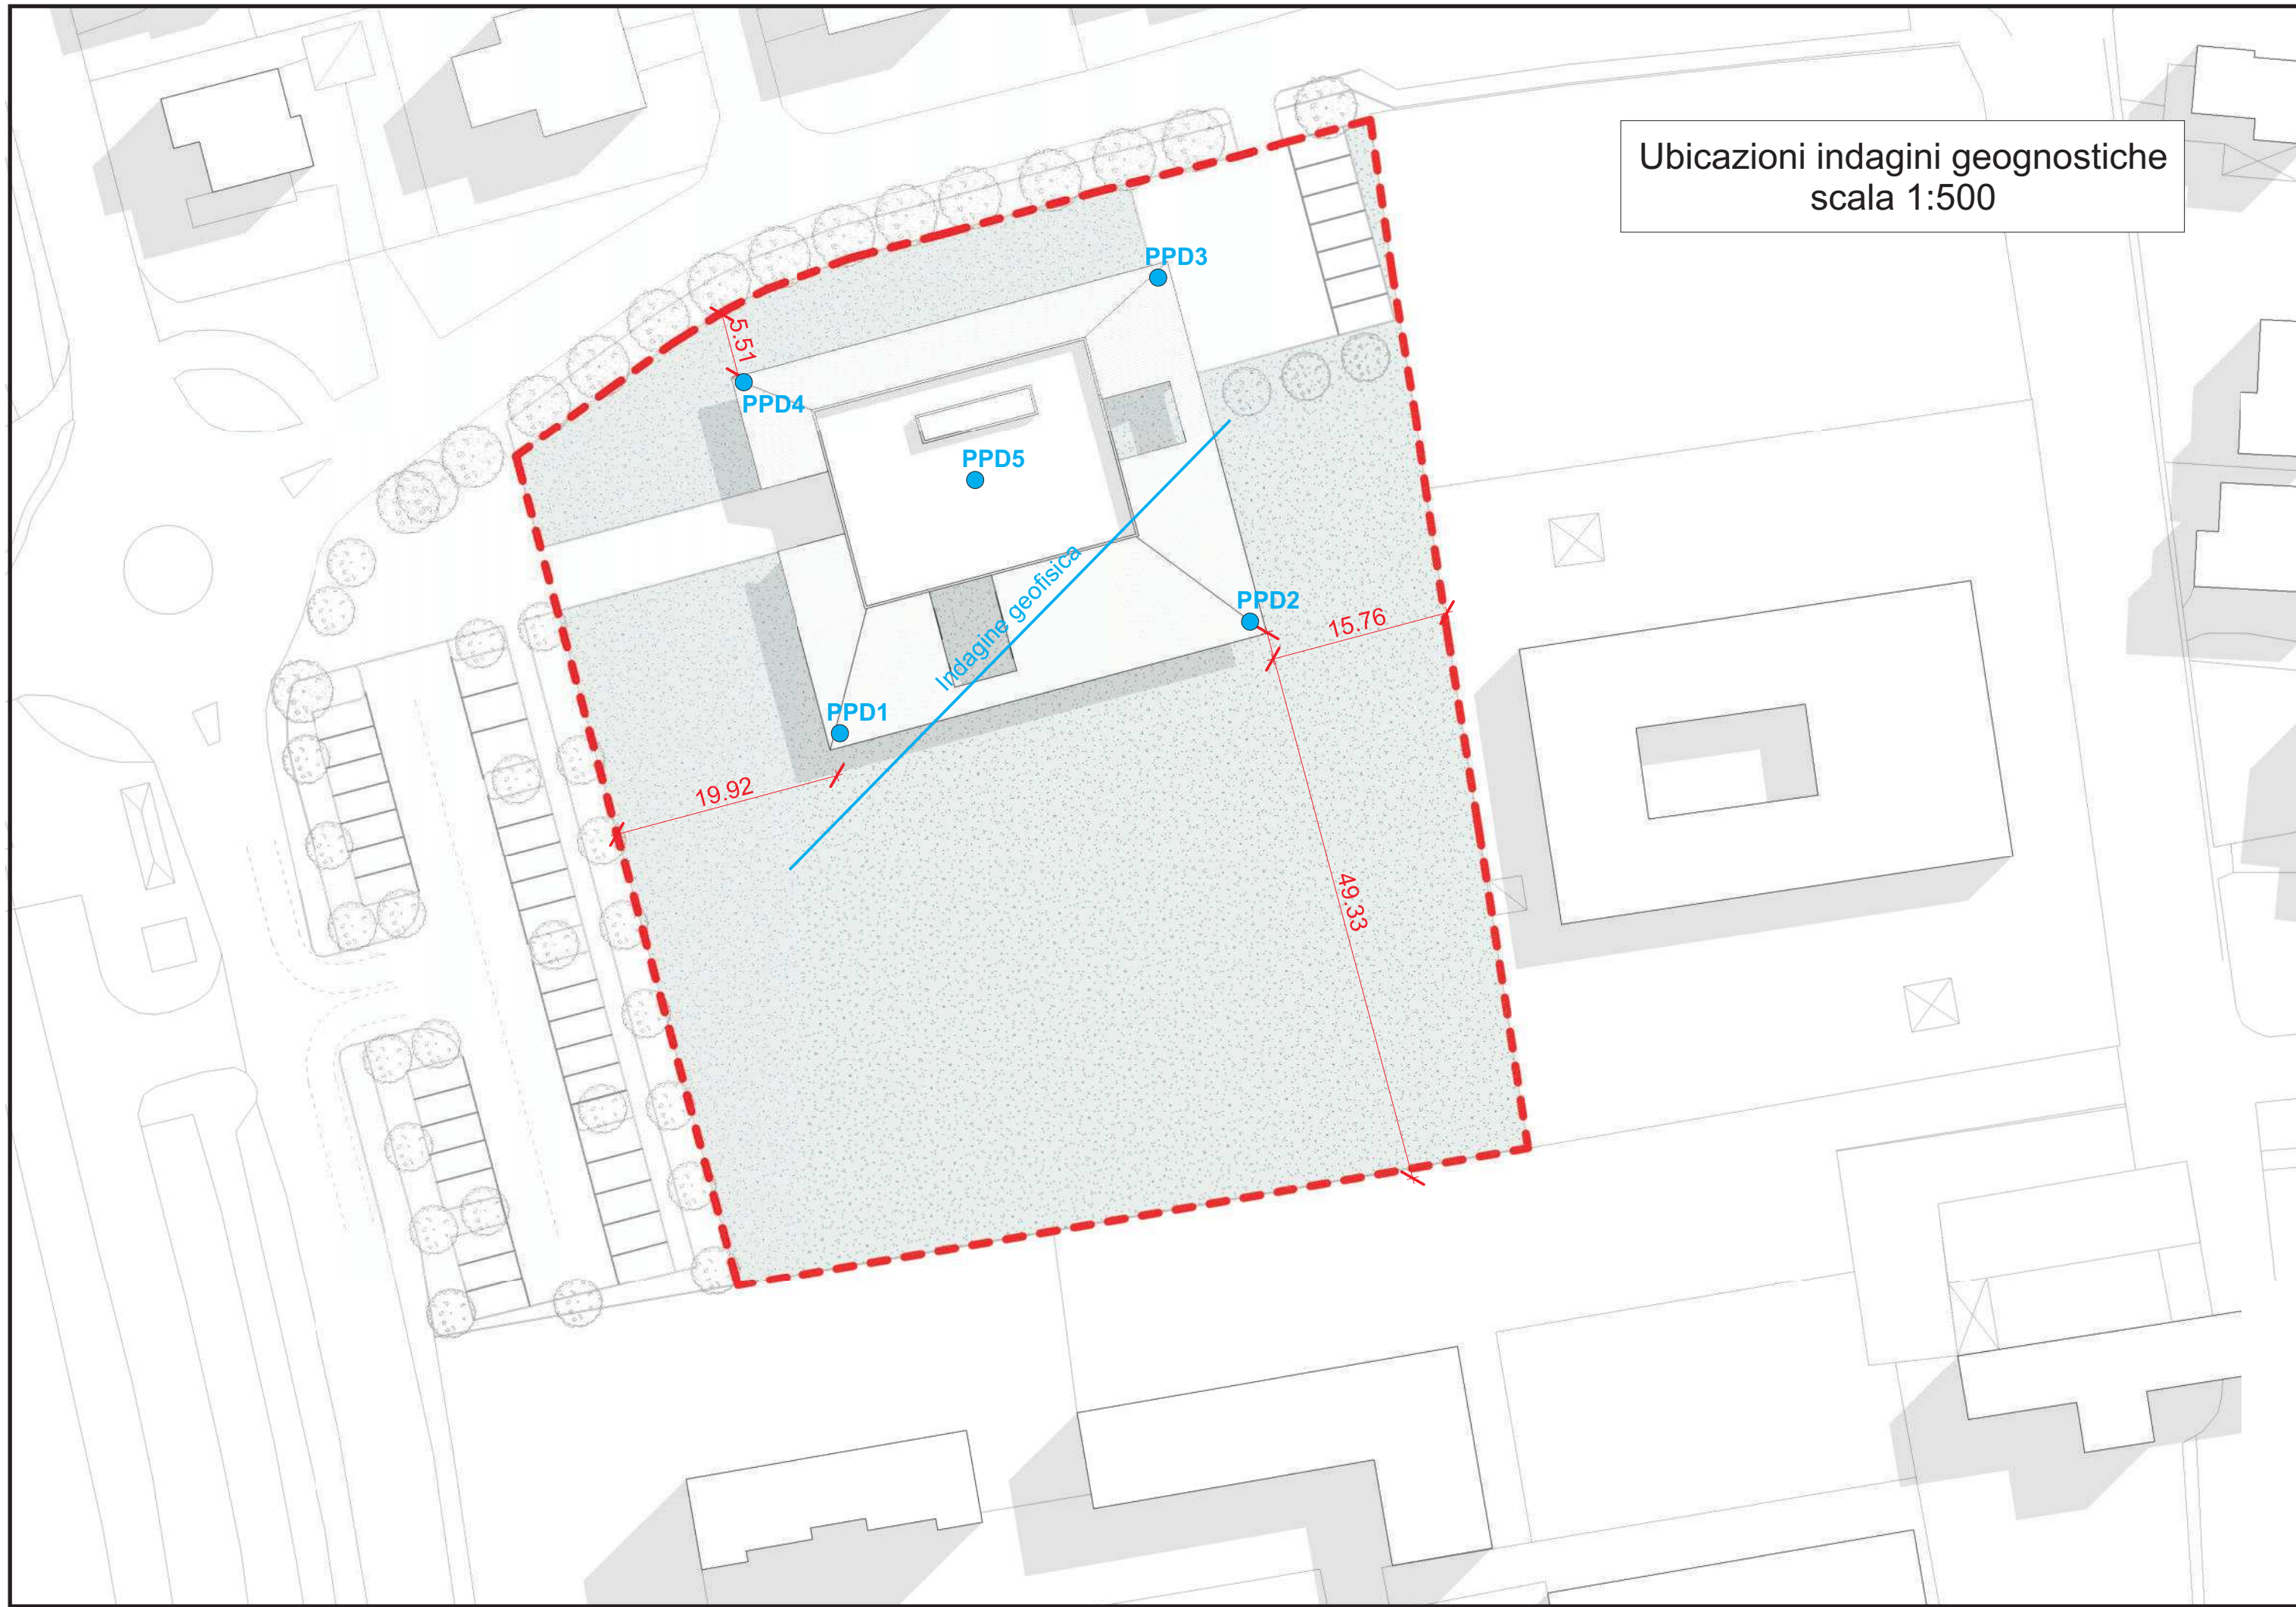 Ubicazioni indagini geognostiche
scala 1:500
PPD3
5.51
PPD4
PPD5
Indagine geofisica
PPD2
15.76
PPD1
19.92
49.33